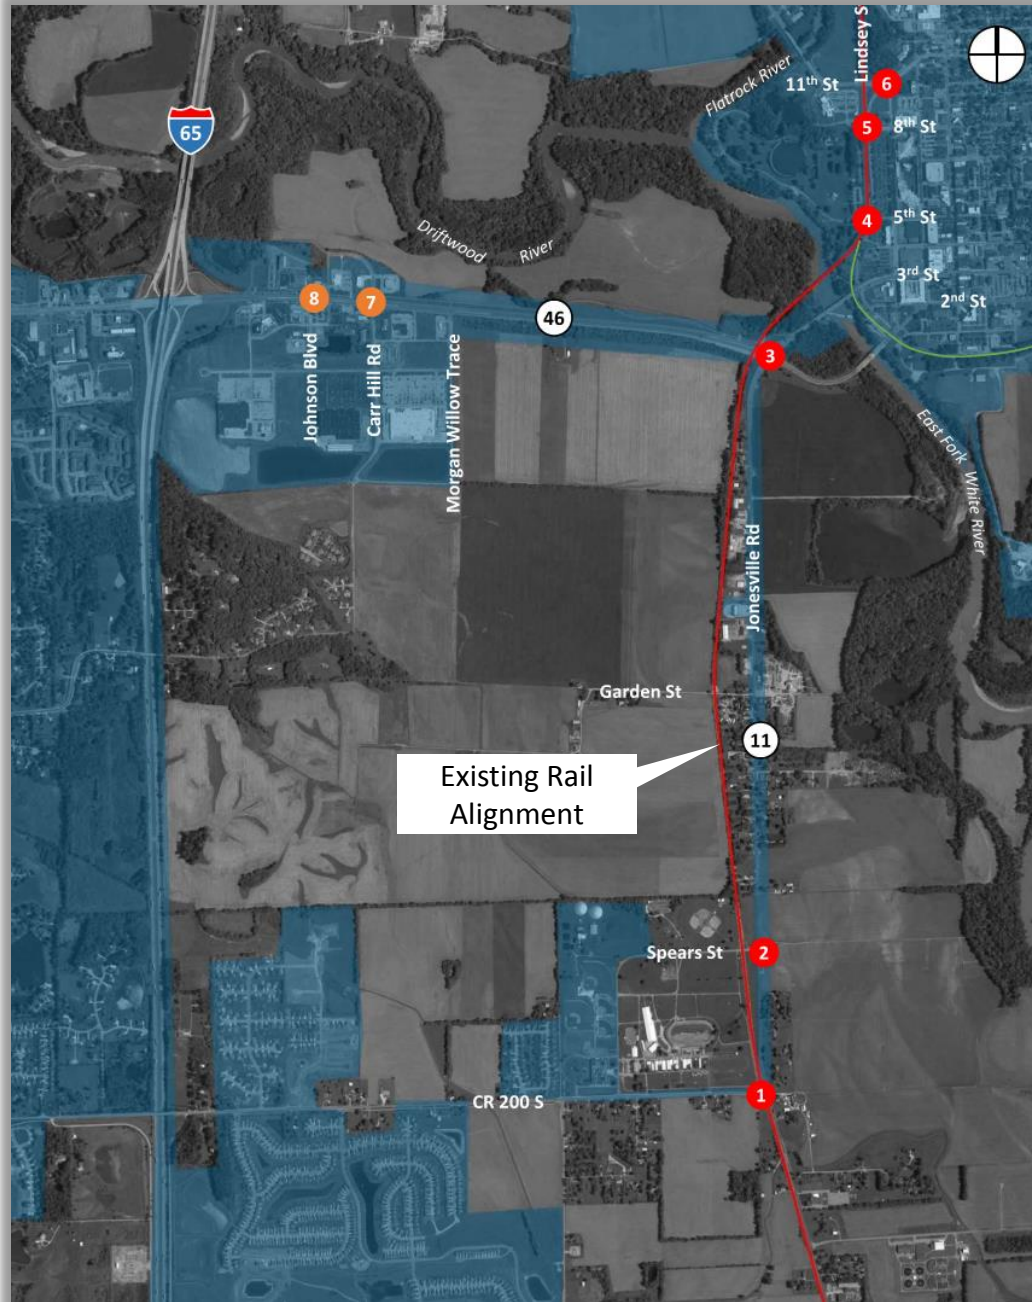 Lindsey S
Flatrock River
11th St
6
65
5
8th St
4
5th St
Driftwood
River
3rd St
2nd St
8
7
46
3
Johnson Blvd
Carr Hill Rd
Morgan Willow Trace
East Fork
White River
Jonesville Rd
Garden St
11
Existing Rail
Alignment
Spears St
2
CR 200 S
1